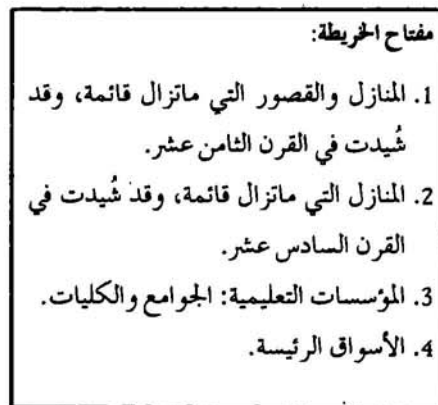 مفتاح الخريطة:
1. المنازل والقصور التي ماتزال قائمة، وقد
شُيدت في القرن الثامن عشر.
2. المنازل التي ماتزال قائمة، وقد شُيدت في
القرن السادس عشر.
3. المؤسسات التعليمية: الجوامع والكليات.
4. الأسواق الرئيسة.